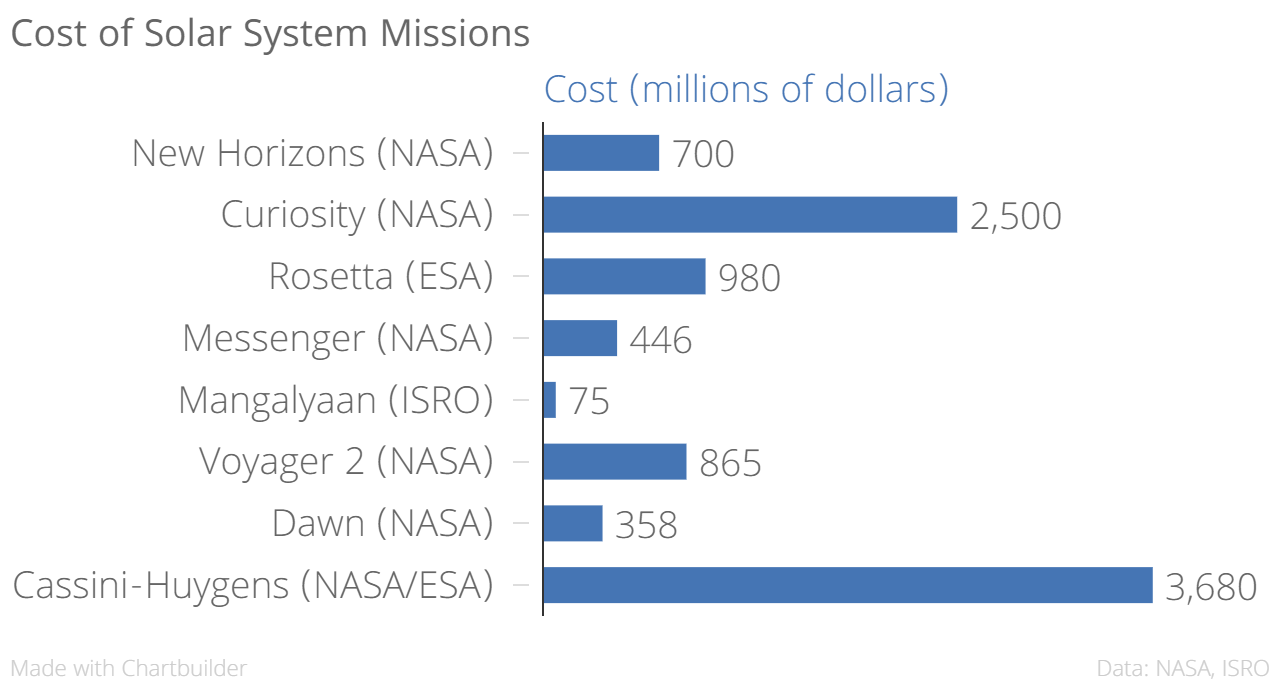 Cost of Solar System Missions
Cost (millions of dollars)
New Horizons (NASA) 700
Curiosity (NASA) 2,500
Rosetta (ESA) 980
Messenger (NASA) 446
Mangalyaan (ISRO) 75
Voyager 2 (NASA) 865
Dawn (NASA) 358
Cassini-Huygens (NASA/ESA) 3,680
Made with Chartbuilder Data: NASA, ISRO